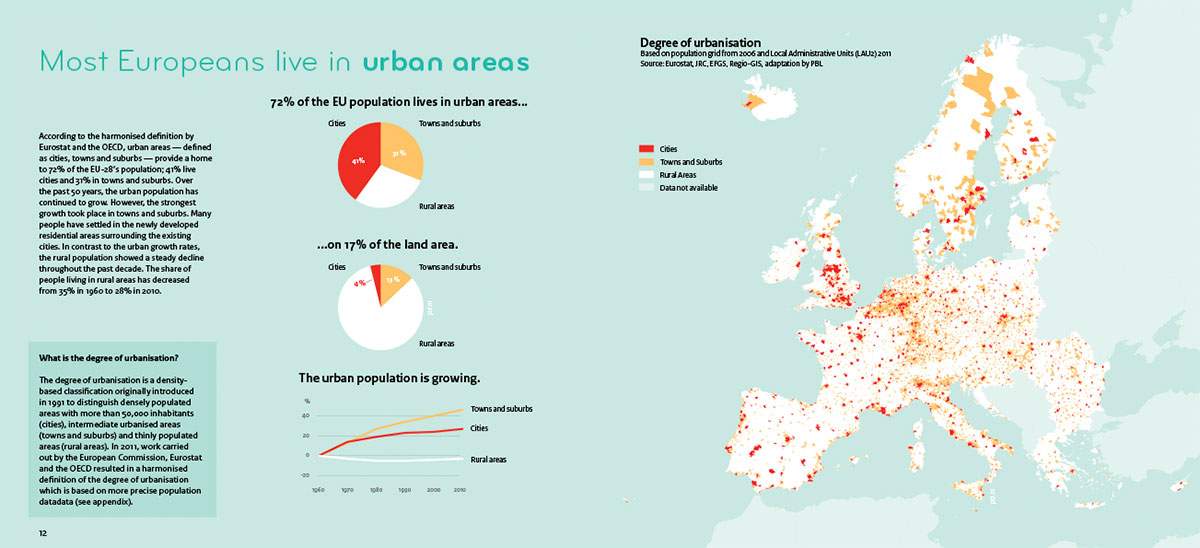 Most Europeans live in urban areas
According to the harmonised definition by
Eurostat and the OECD, urban areas — defined
as cities, towns and suburbs — provide a home
to 72% of the EU-28's population; 41% live
cities and 31% in towns and suburbs. Over
the past 50 years, the urban population has
continued to grow. However, the strongest
growth took place in towns and suburbs. Many
people have settled in the newly developed
residential areas surrounding the existing
cities. In contrast to the urban growth rates,
the rural population showed a steady decline
throughout the past decade. The share of
people living in rural areas has decreased
from 35% in 1960 to 28% in 2010.
What is the degree of urbanisation?
The degree of urbanisation is a density-
based classification originally introduced
in 1991 to distinguish densely populated
areas with more than 50,000 inhabitants
(cities), intermediate urbanised areas
(towns and suburbs) and thinly populated
areas (rural areas). In 2011, work carried
out by the European Commission, Eurostat
and the OECD resulted in a harmonised
definition of the degree of urbanisation
which is based on more precise population
datadata (see appendix).
12
72% of the EU population lives in urban areas...
Cities
Towns and suburbs
41%
31%
Rural areas
...on 17% of the land area.
Cities
Towns and suburbs
4%
13%
pbl.nl
Rural areas
The urban population is growing.
%
40
20
0
-20
1960 1970 1980 1990 2000 2010
Towns and suburbs
Cities
Rural areas
Degree of urbanisation
Based on population grid from 2006 and Local Administrative Units (LAU2) 2011
Source: Eurostat, JRC, EFGS, Regio-GIS, adaptation by PBL
Cities
Towns and Suburbs
Rural Areas
Data not available
pbl.nl